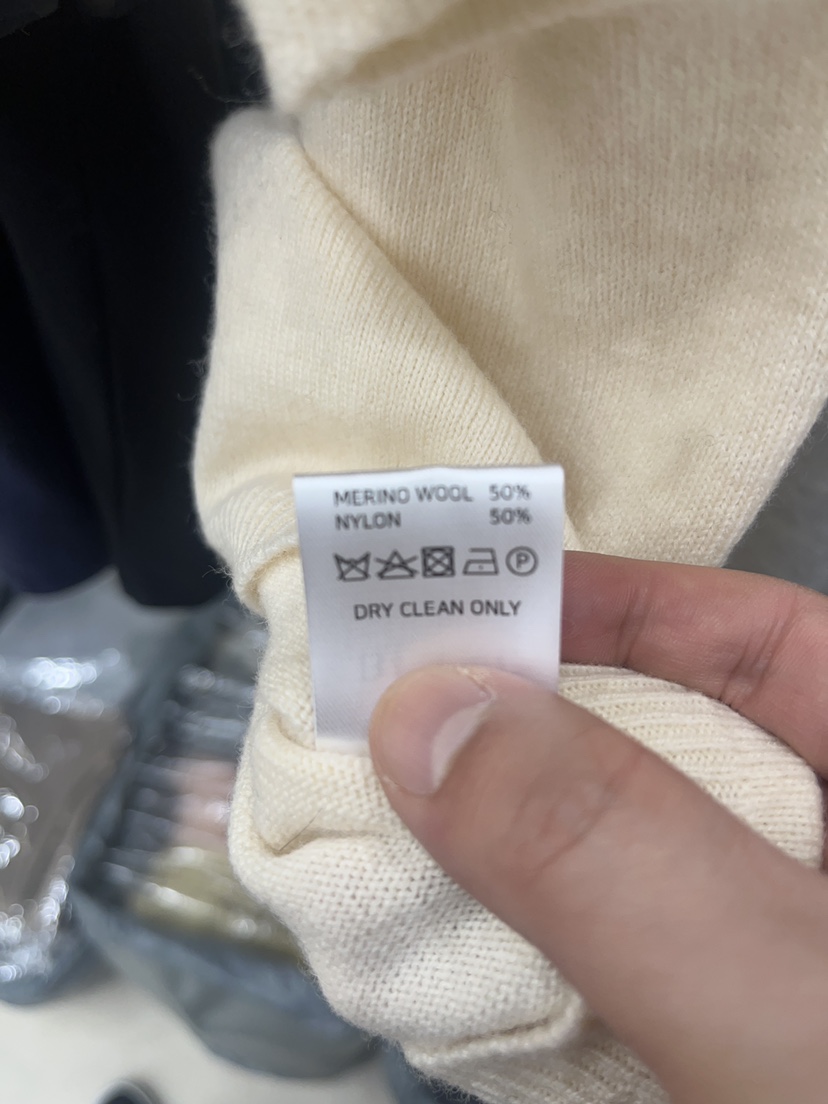 MERINO WOOL 50%
NYLON 50%
P
DRY CLEAN ONLY